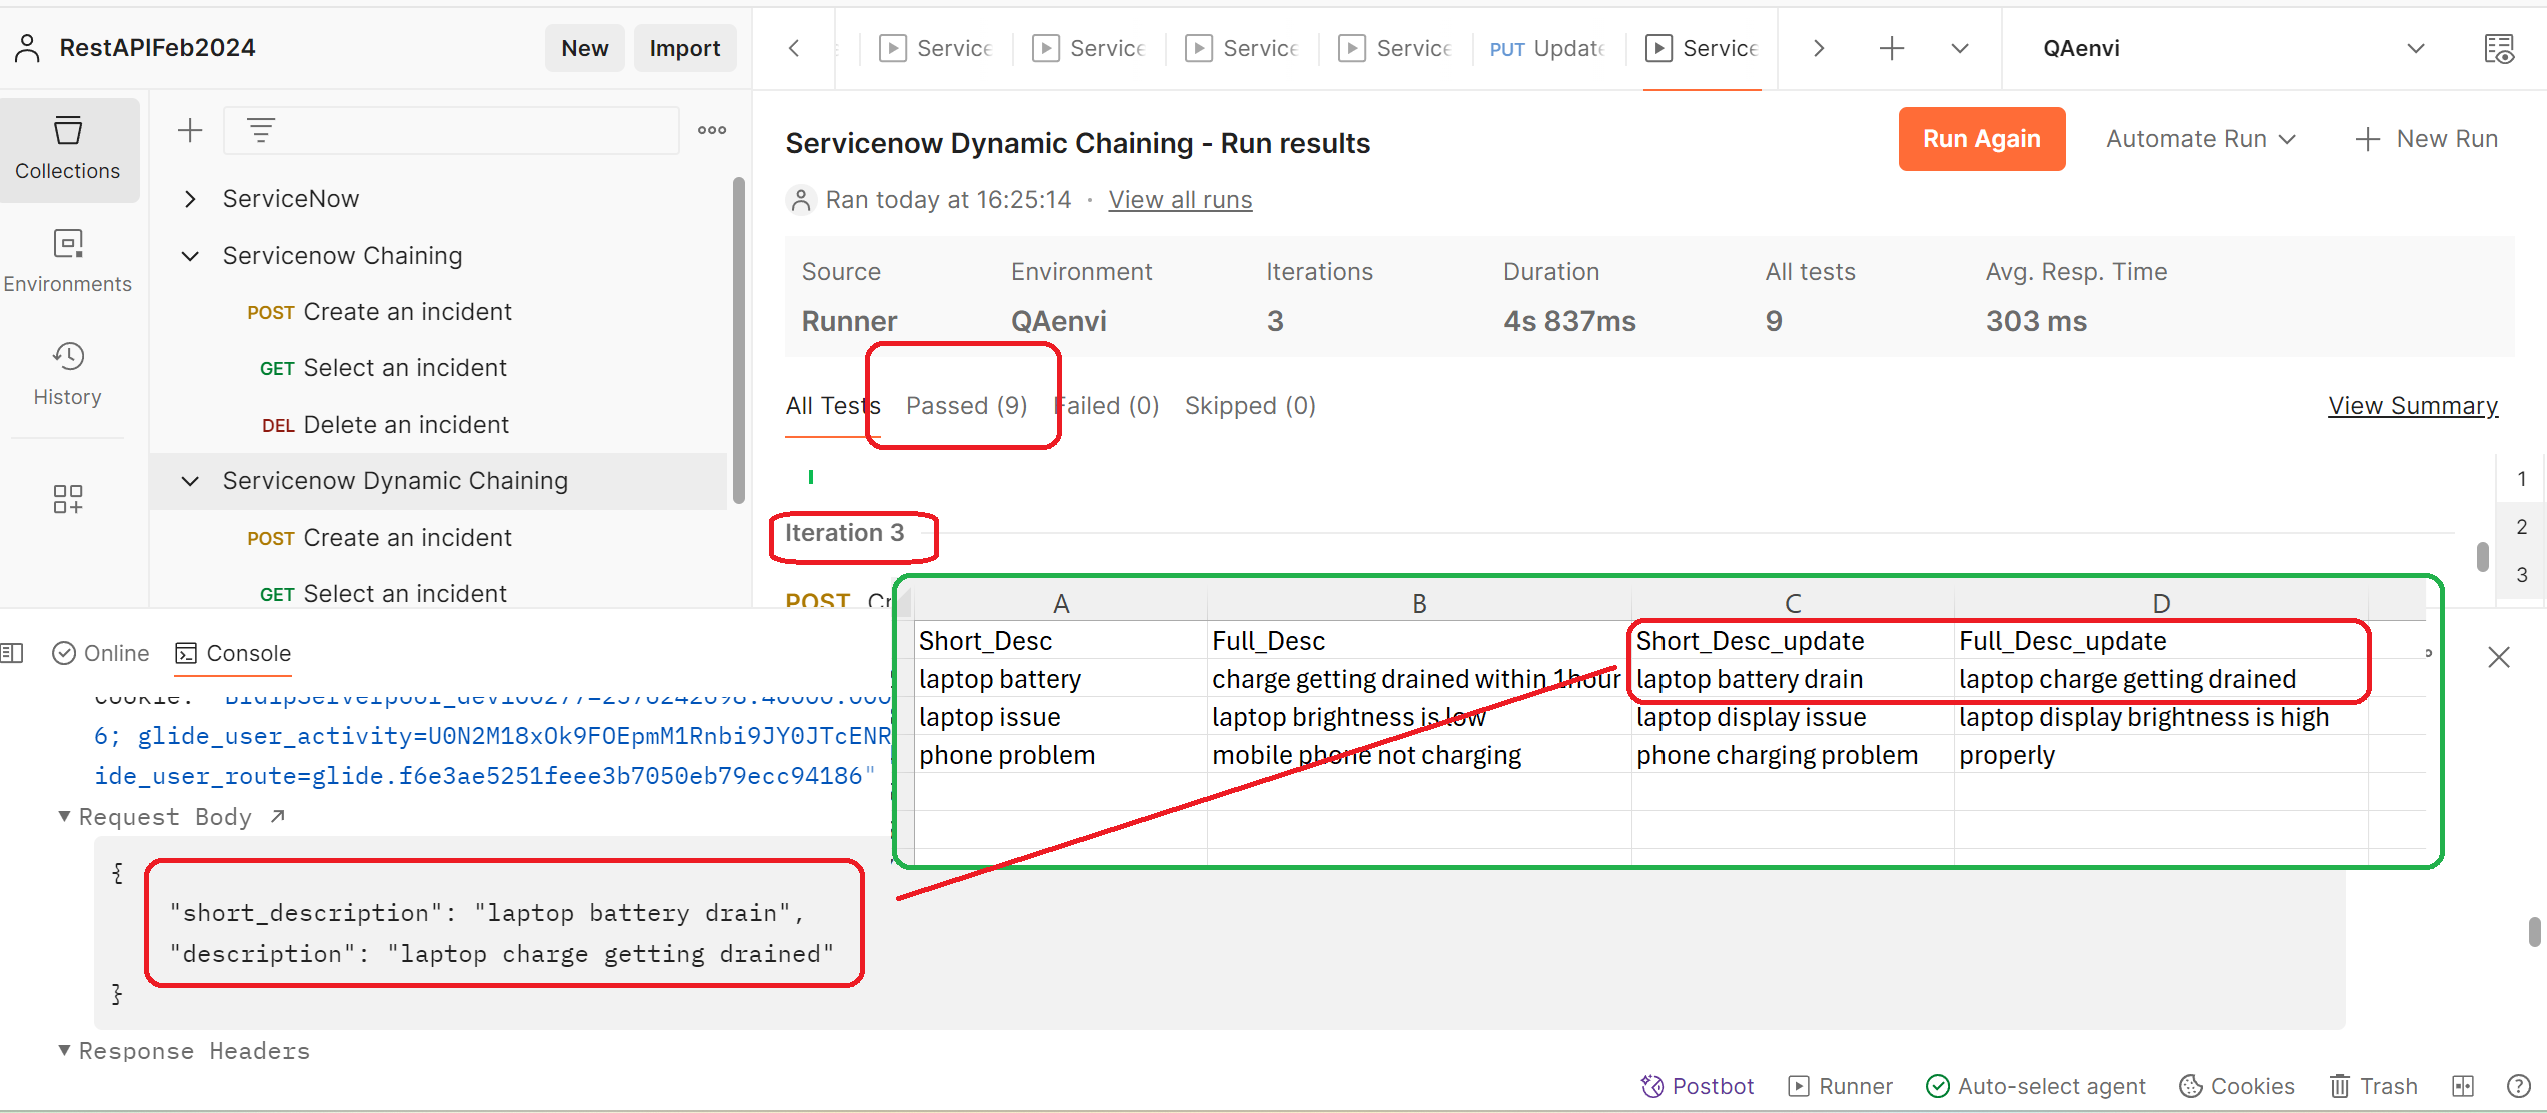 RestAPIFeb2024
New
Import
Service
Service
Service
Service
PUT Update
Service
QAenvi
Collections
Environments
History
ServiceNow
Servicenow Chaining
POST Create an incident
GET Select an incident
DEL Delete an incident
Servicenow Dynamic Chaining
POST Create an incident
GET Select an incident
Servicenow Dynamic Chaining - Run results
Run Again
Automate Run
New Run
Ran today at 16:25:14 · View all runs
Source Environment Iterations Duration All tests Avg. Resp. Time
Runner QAenvi 3 4s 837ms 9 303 ms
All Tests Passed (9) Failed (0) Skipped (0) View Summary
1
2
3
Iteration 3
POST Cr
A B C D
Short_Desc Full_Desc Short_Desc_update Full_Desc_update
laptop battery charge getting drained within 1hour laptop battery drain laptop charge getting drained
laptop issue laptop brightness is low laptop display issue laptop display brightness is high
phone problem mobile phone not charging phone charging problem properly
Online Console
6; glide_user_activity=U0N2M18xOk9FOEpmM1Rnbi9JY0JTcENR
ide_user_route=glide.f6e3ae5251feee3b7050eb79ecc94186"
Request Body
{
"short_description": "laptop battery drain",
"description": "laptop charge getting drained"
}
Response Headers
Postbot Runner Auto-select agent Cookies Trash